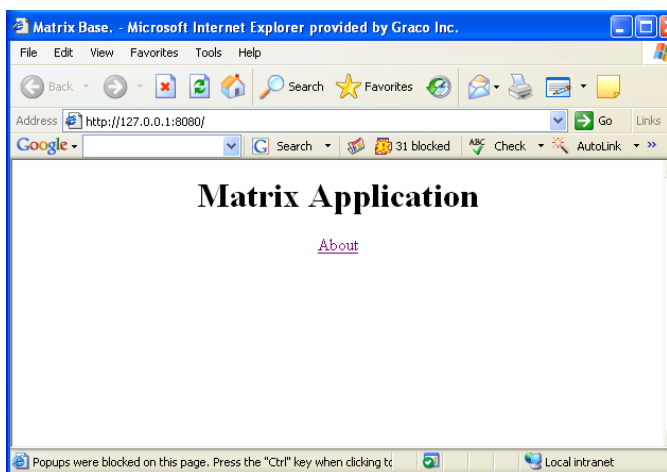 Matrix Base. - Microsoft Internet Explorer provided by Graco Inc.
File Edit View Favorites Tools Help
Back Search Favorites
Address http://127.0.0.1:8080/ Go Links
Google Search 31 blocked ABC Check AutoLink »
Matrix Application
About
Popups were blocked on this page. Press the "Ctrl" key when clicking Local intranet